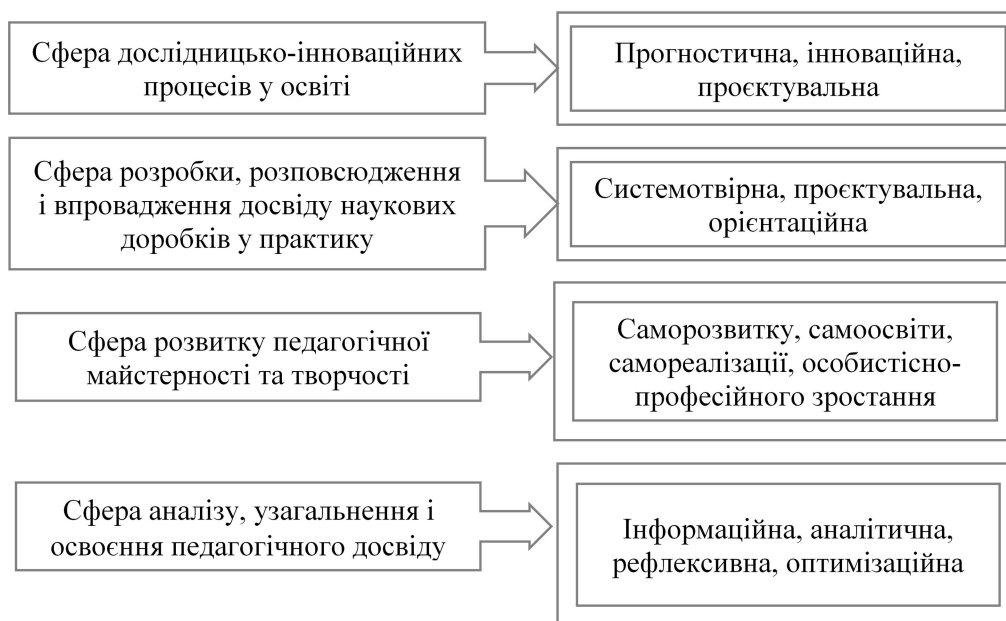 Сфера дослідницько-інноваційних
процесів у освіті
Прогностична, інноваційна,
проєктувальна
Сфера розробки, розповсюдження
і впровадження досвіду наукових
доробків у практику
Системотвірна, проєктувальна,
орієнтаційна
Сфера розвитку педагогічної
майстерності та творчості
Саморозвитку, самоосвіти,
самореалізації, особистісно-
професійного зростання
Сфера аналізу, узагальнення і
освоєння педагогічного досвіду
Інформаційна, аналітична,
рефлексивна, оптимізаційна